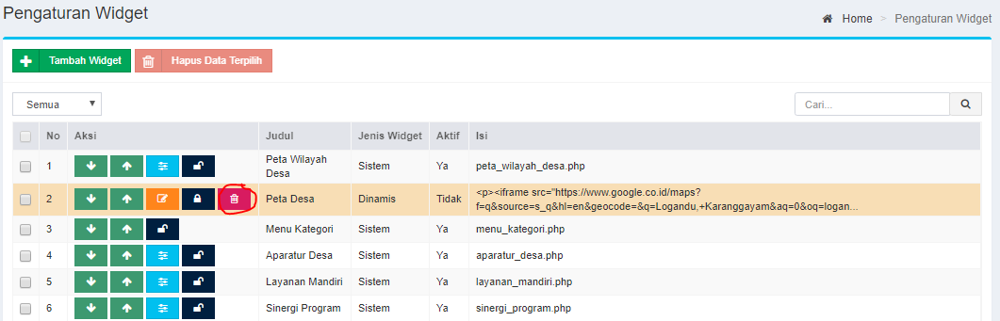 Pengaturan Widget
Home > Pengaturan Widget
Tambah Widget Hapus Data Terpilih
Semua Cari...
No Aksi Judul Jenis Widget Aktif Isi
1 Peta Wilayah Desa Sistem Ya peta_wilayah_desa.php
2 Peta Desa Dinamis Tidak <p><iframe src="https://www.google.co.id/maps?
f=q&source=s_q&hl=en&geocode=&q=Logandu,+Karanggayam&aq=0&oq=logan...
3 Menu Kategori Sistem Ya menu_kategori.php
4 Aparatur Desa Sistem Ya aparatur_desa.php
5 Layanan Mandiri Sistem Ya layanan_mandiri.php
6 Sinergi Program Sistem Ya sinergi_program.php